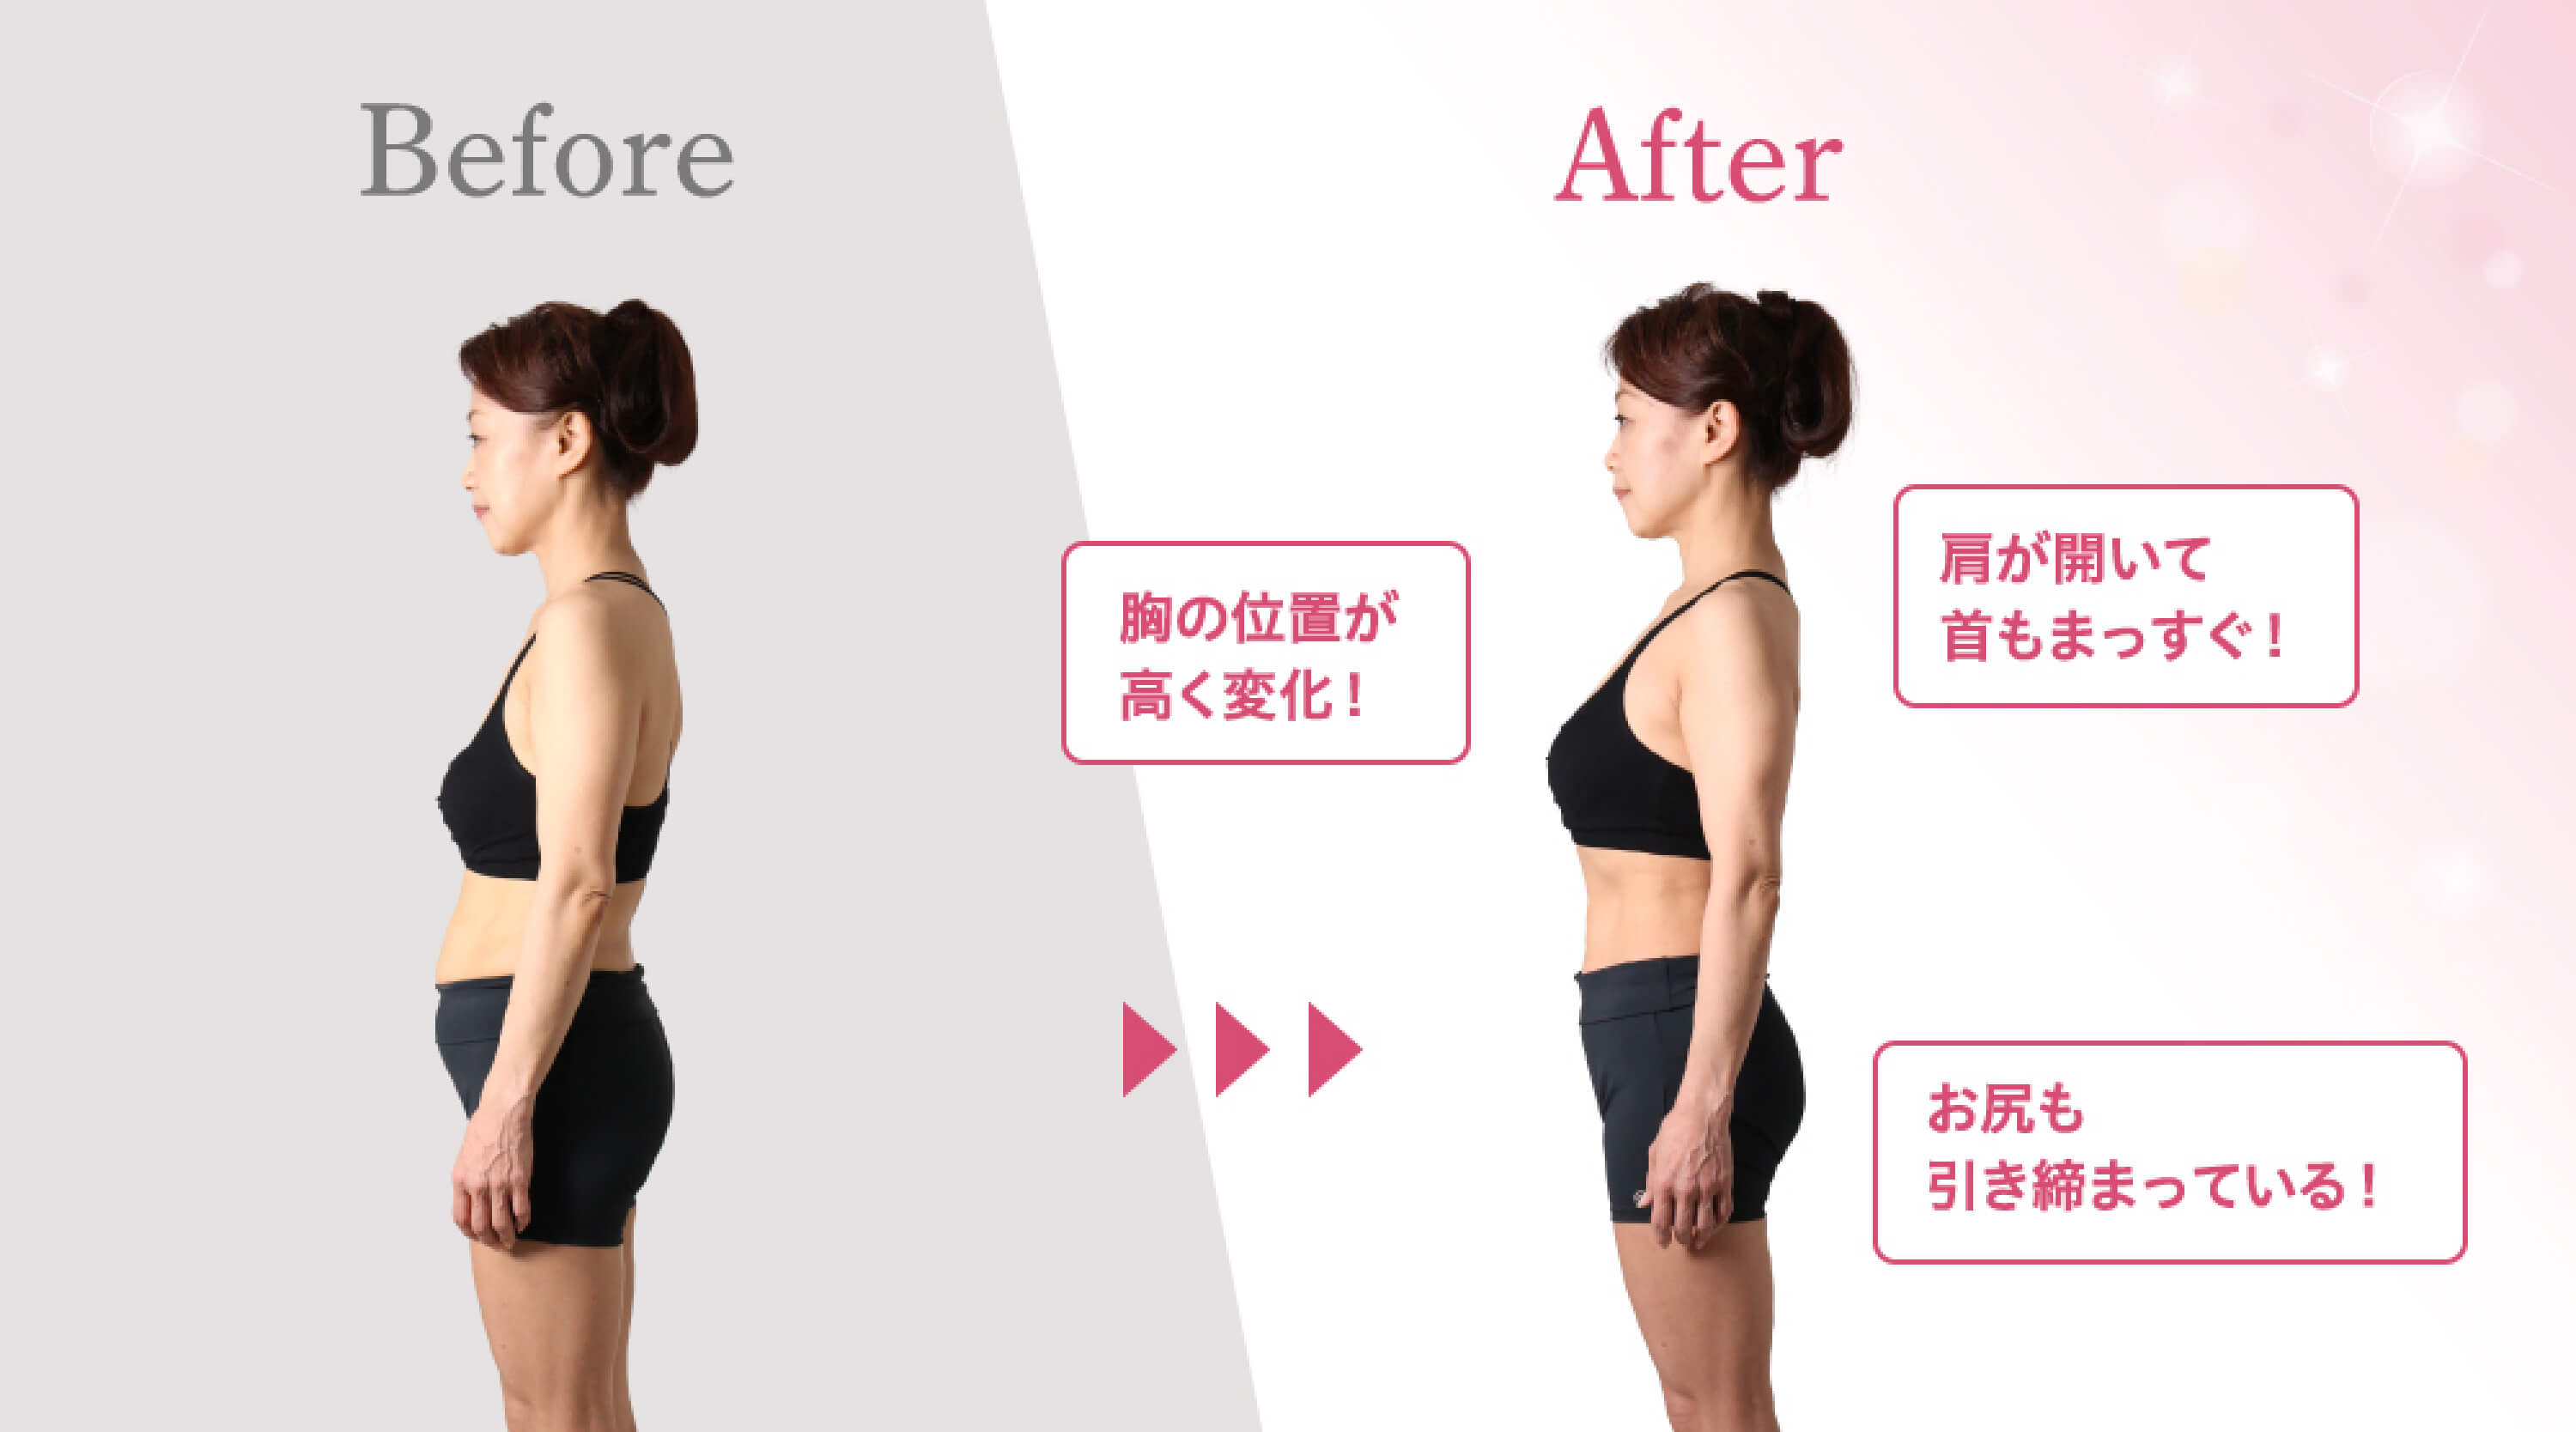 Before
After
胸の位置が
高く変化！
肩が開いて
首もまっすぐ！
お尻も
引き締まっている！